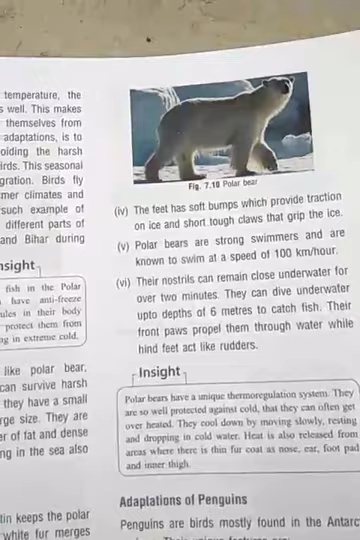 temperature, the
s well. This makes
themselves from
adaptations, is to
oiding the harsh
irds. This seasonal
gration. Birds fly
mer climates and
such example of
different parts of
and Bihar during
nsight
fish in the Polar
have anti-freeze
ules in their body
protect them from
ng in extreme cold.
like polar bear,
can survive harsh
they have a small
rge size. They are
er of fat and dense
ng in the sea also
tin keeps the polar
white fur merges
Fig. 7.10 Polar bear
(iv) The feet has soft bumps which provide traction
on ice and short tough claws that grip the ice.
(v) Polar bears are strong swimmers and are
known to swim at a speed of 100 km/hour.
(vi) Their nostrils can remain close underwater for
over two minutes. They can dive underwater
upto depths of 6 metres to catch fish. Their
front paws propel them through water while
hind feet act like rudders.
Insight
Polar bears have a unique thermoregulation system. They
are so well protected against cold, that they can often get
over heated. They cool down by moving slowly, resting
and dropping in cold water. Heat is also released from
areas where there is thin fur coat as nose, ear, foot pad
and inner thigh.
Adaptations of Penguins
Penguins are birds mostly found in the Antarc